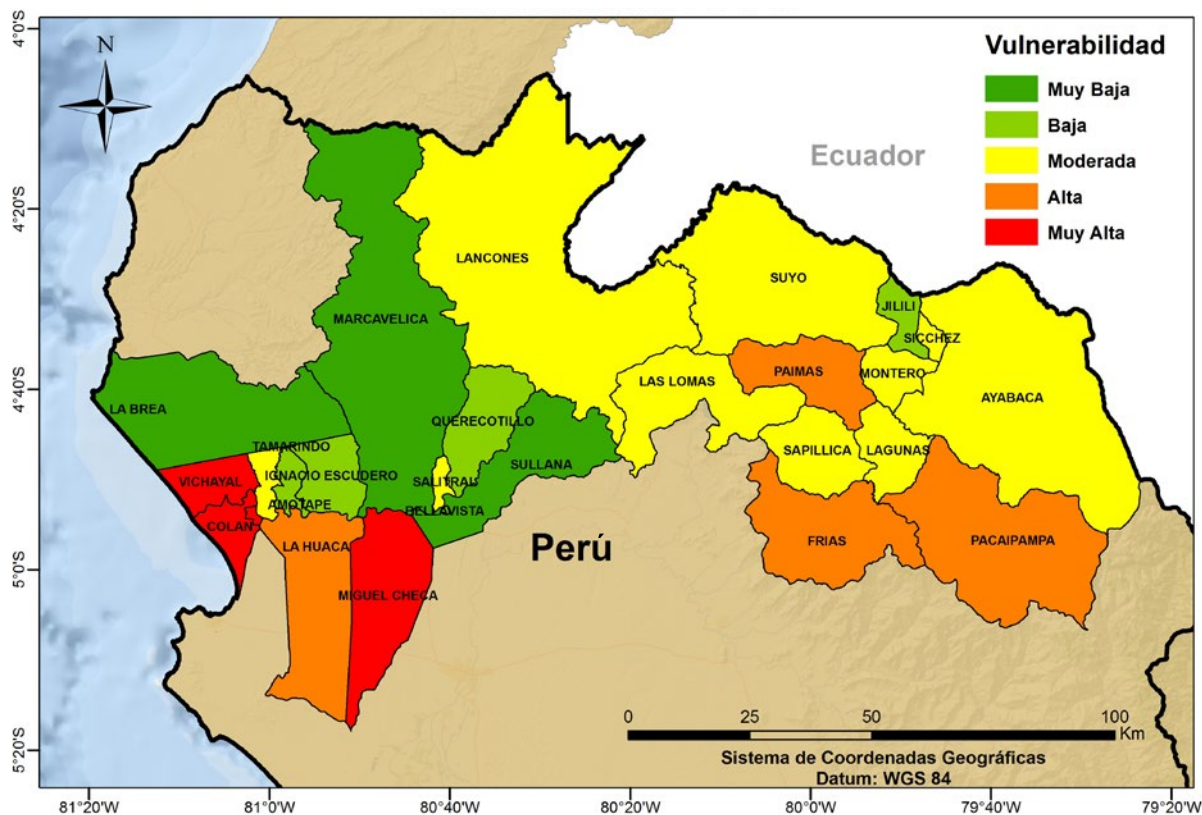 4°0'S
N
Vulnerabilidad
Muy Baja
Baja
Moderada
Alta
Muy Alta
Ecuador
4°20'S
LANCONES
SUYO
JILILI
MARCAVELICA
SICCHEZ
PAIMAS
MONTERO
LAS LOMAS
4°40'S
LA BREA
AYABACA
QUERECOTILLO
TAMARINDO
SAPILLICA
LAGUNAS
SULLANA
IGNACIO ESCUDERO
VICHAYAL
SALITRAL
AMOTAPE
BELLAVISTA
COLAN
LA HUACA
Perú
FRIAS
PACAIPAMPA
5°0'S
MIGUEL CHECA
0 25 50 100
Km
Sistema de Coordenadas Geográficas
Datum: WGS 84
5°20'S
81°20'W 81°0'W 80°40'W 80°20'W 80°0'W 79°40'W 79°20'W